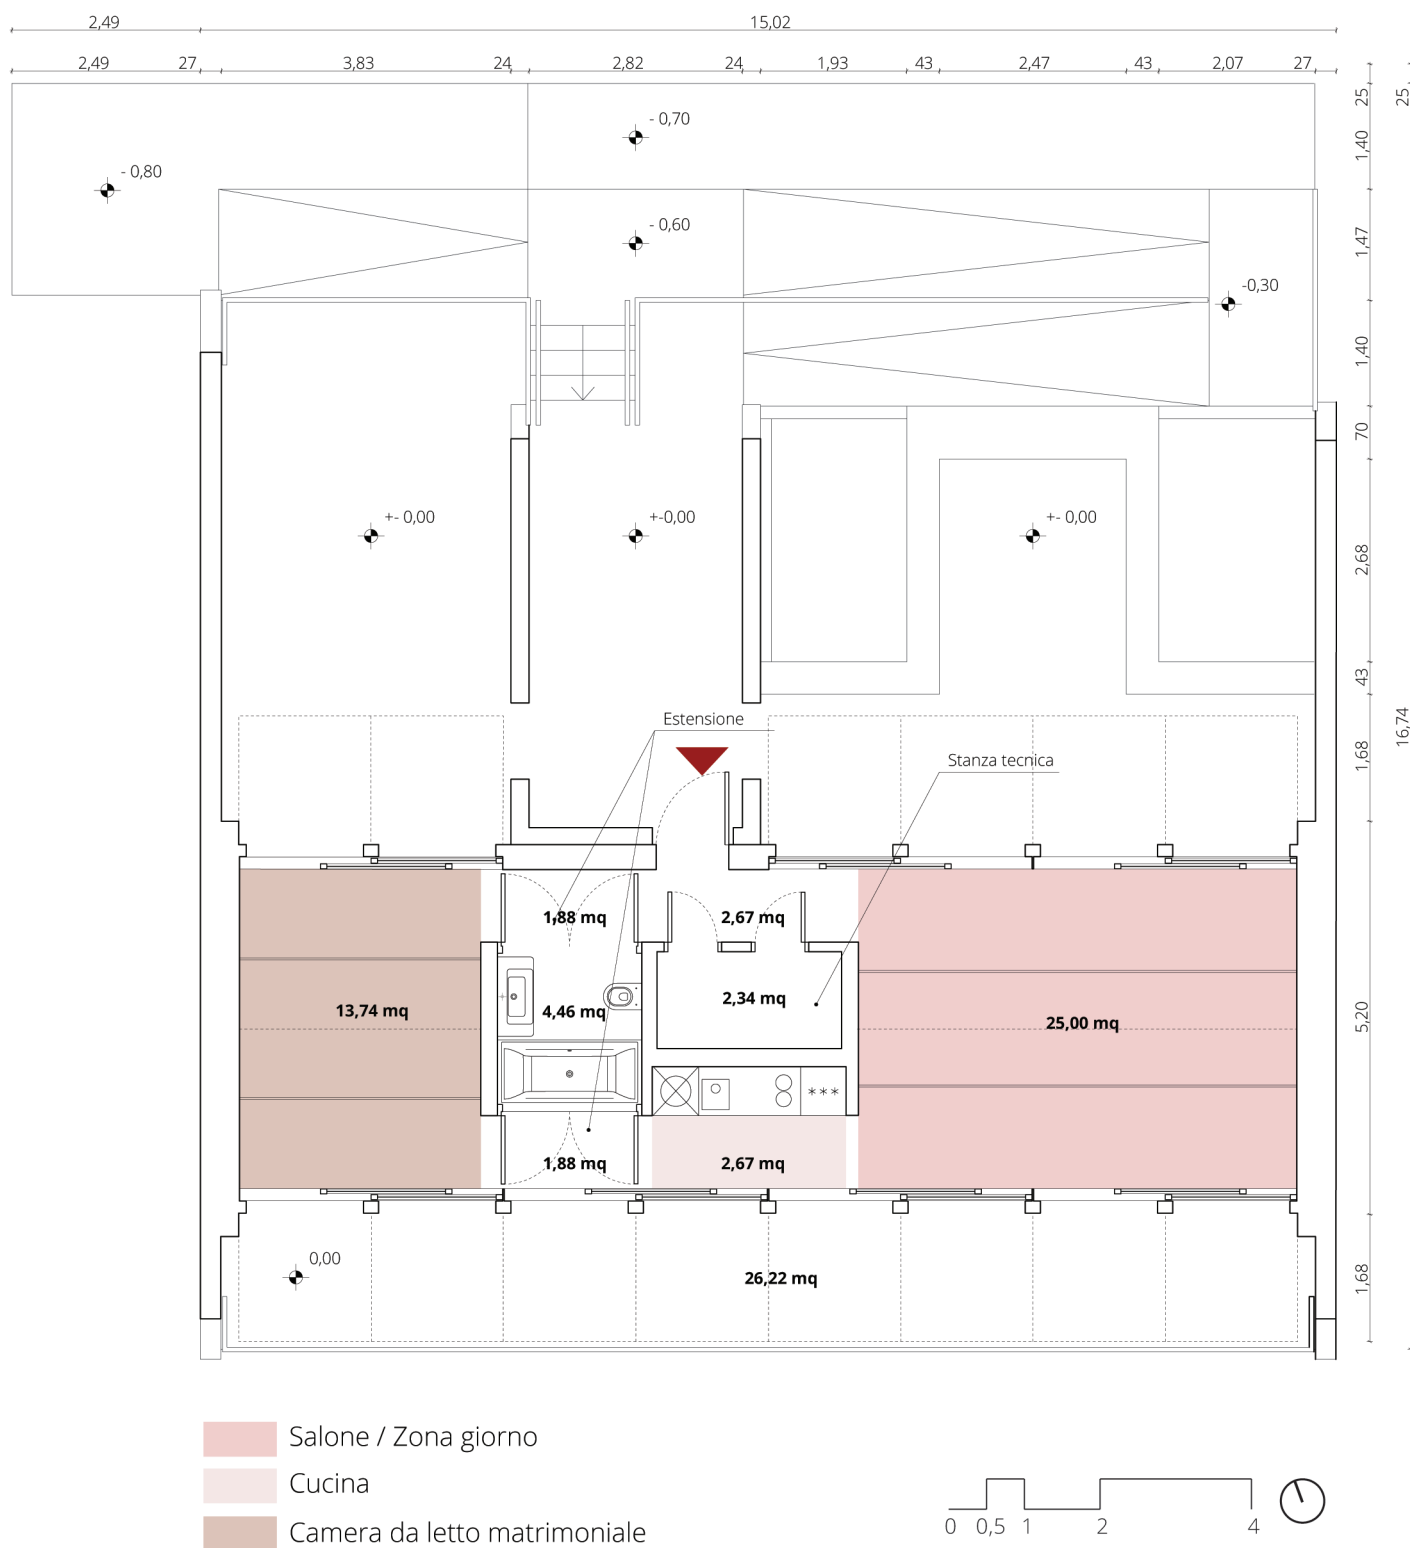 2,49 15,02
2,49 27 3,83 24 2,82 24 1,93 43 2,47 43 2,07 27
25
25
1,40
- 0,70
- 0,80
- 0,60
1,47
-0,30
1,40
70
+- 0,00
+-0,00
+- 0,00
2,68
43
Estensione
16,74
1,68
Stanza tecnica
1,88 mq
2,67 mq
2,34 mq
13,74 mq
4,46 mq
25,00 mq
5,20
***
1,88 mq
2,67 mq
0,00
26,22 mq
1,68
Salone / Zona giorno
Cucina
Camera da letto matrimoniale
0 0,5 1 2 4